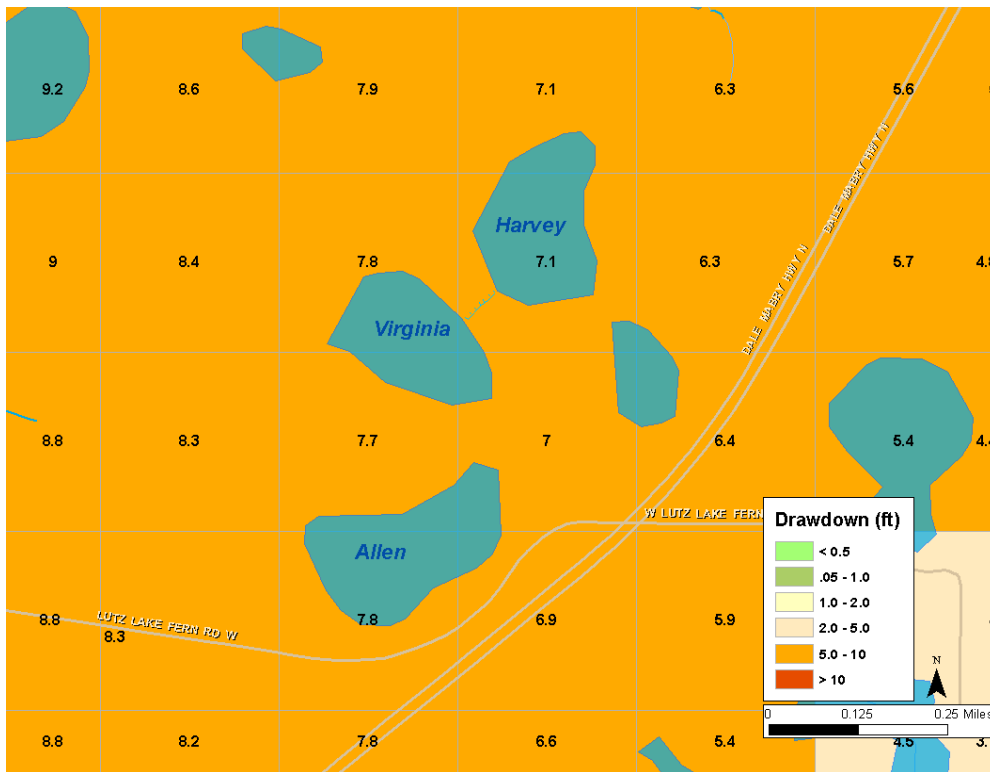 9.2 8.6 7.9 7.1 6.3 5.6
DALE MABRY HWY N
Harvey
9 8.4 7.8 7.1 6.3 5.7 4.8
DALE MABRY HWY N
Virginia
8.8 8.3 7.7 7 6.4 5.4
W LUTZ LAKE FERN
Allen
8.8 7.8 6.9 5.9
LUTZ LAKE FERN RD W
8.3
8.8 8.2 7.8 6.6 5.4 4.5 3.
Drawdown (ft)
< 0.5
.05 - 1.0
1.0 - 2.0
2.0 - 5.0
5.0 - 10
> 10
N
0 0.125 0.25 Miles